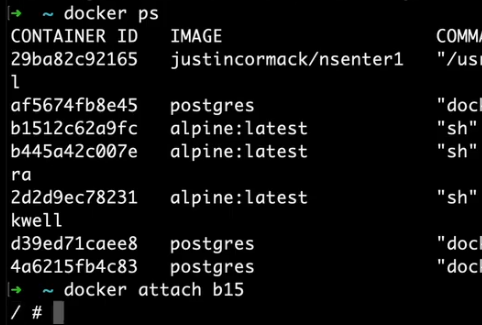 → ~ docker ps
CONTAINER ID IMAGE COMMA
29ba82c92165 justincormack/nsenter1 "/usr
l
af5674fb8e45 postgres "dock
b1512c62a9fc alpine:latest "sh"
b445a42c007e alpine:latest "sh"
ra
2d2d9ec78231 alpine:latest "sh"
kwell
d39ed71caee8 postgres "dock
4a6215fb4c83 postgres "dock
→ ~ docker attach b15
/ #